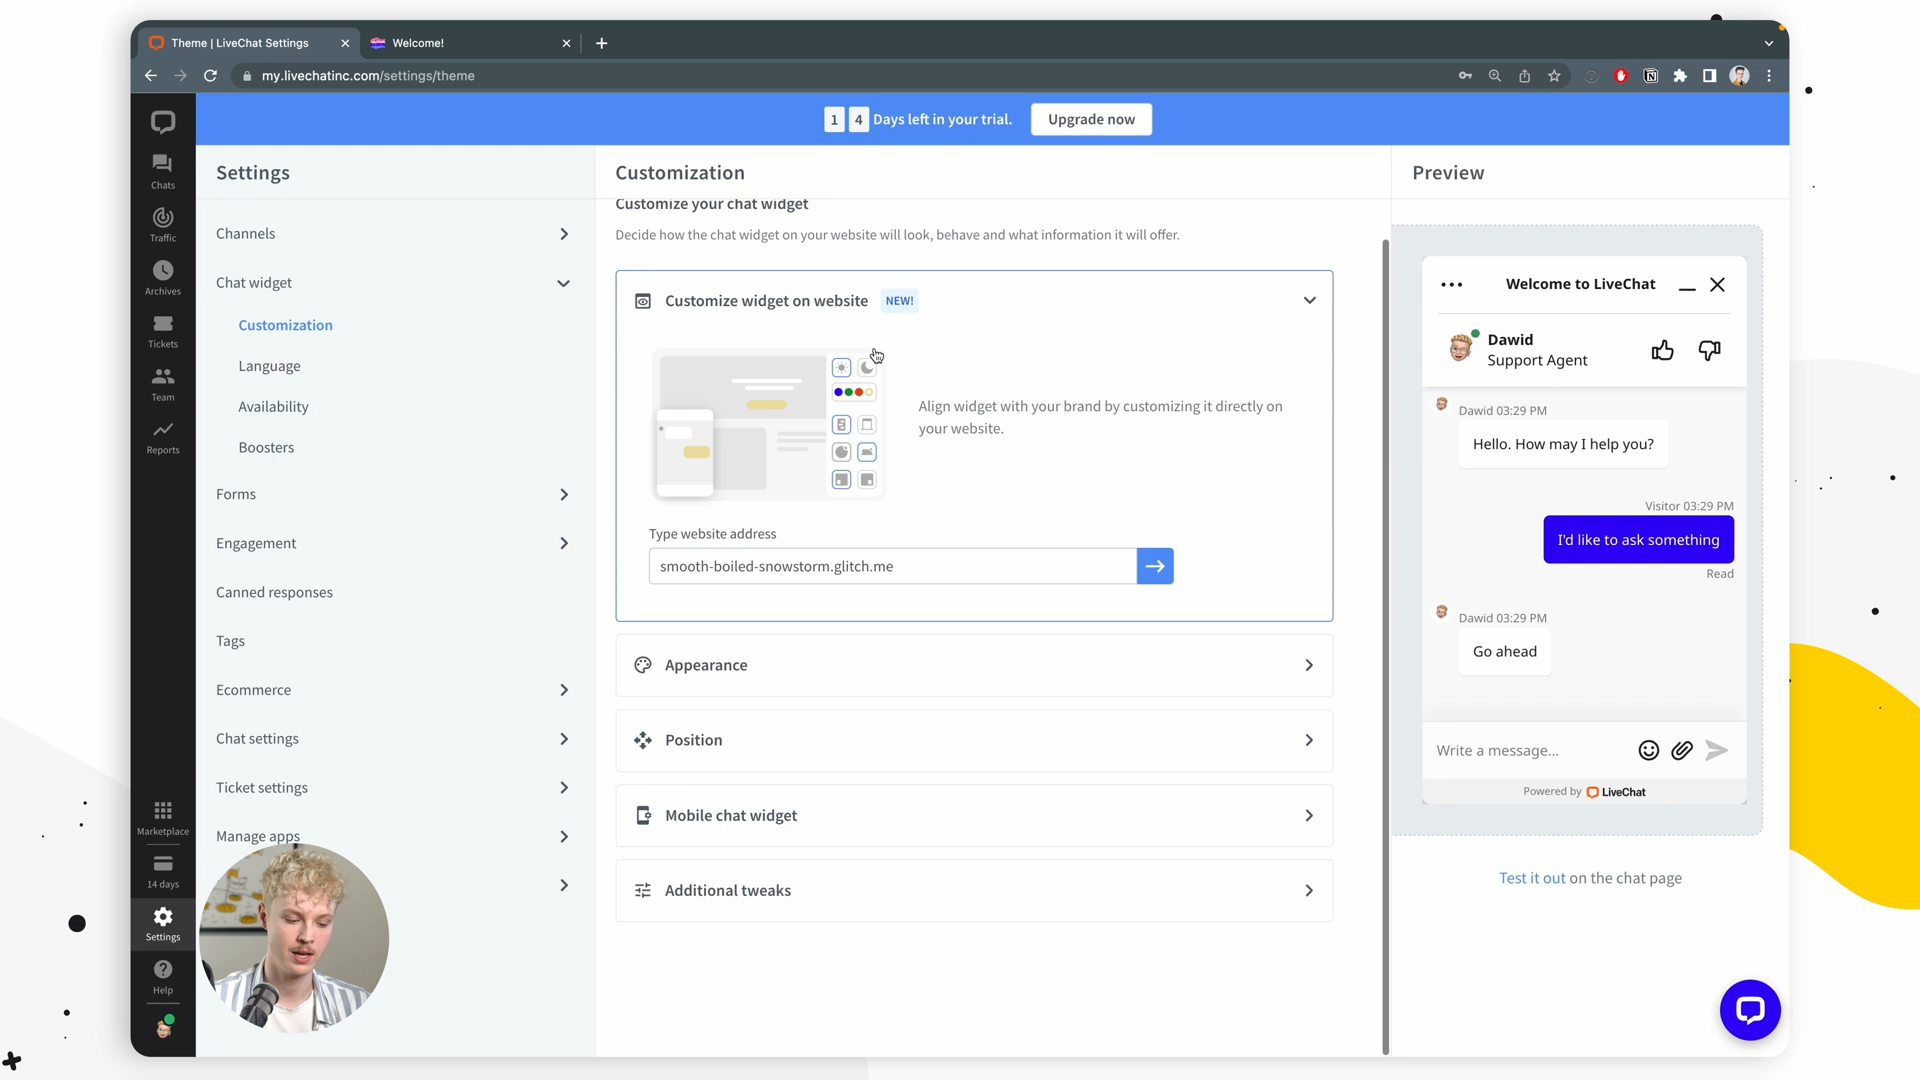 Theme | LiveChat Settings
Welcome!
my.livechatinc.com/settings/theme
1 4 Days left in your trial.
Upgrade now
Chats
Traffic
Archives
Tickets
Team
Reports
Marketplace
14 days
Settings
Help
Settings
Channels
Chat widget
Customization
Language
Availability
Boosters
Forms
Engagement
Canned responses
Tags
Ecommerce
Chat settings
Ticket settings
Manage apps
Customization
Customize your chat widget
Decide how the chat widget on your website will look, behave and what information it will offer.
Customize widget on website NEW!
Align widget with your brand by customizing it directly on
your website.
Type website address
smooth-boiled-snowstorm.glitch.me
Appearance
Position
Mobile chat widget
Additional tweaks
Preview
Welcome to LiveChat
Dawid
Support Agent
Dawid 03:29 PM
Hello. How may I help you?
Visitor 03:29 PM
I'd like to ask something
Read
Dawid 03:29 PM
Go ahead
Write a message...
Powered by LiveChat
Test it out on the chat page